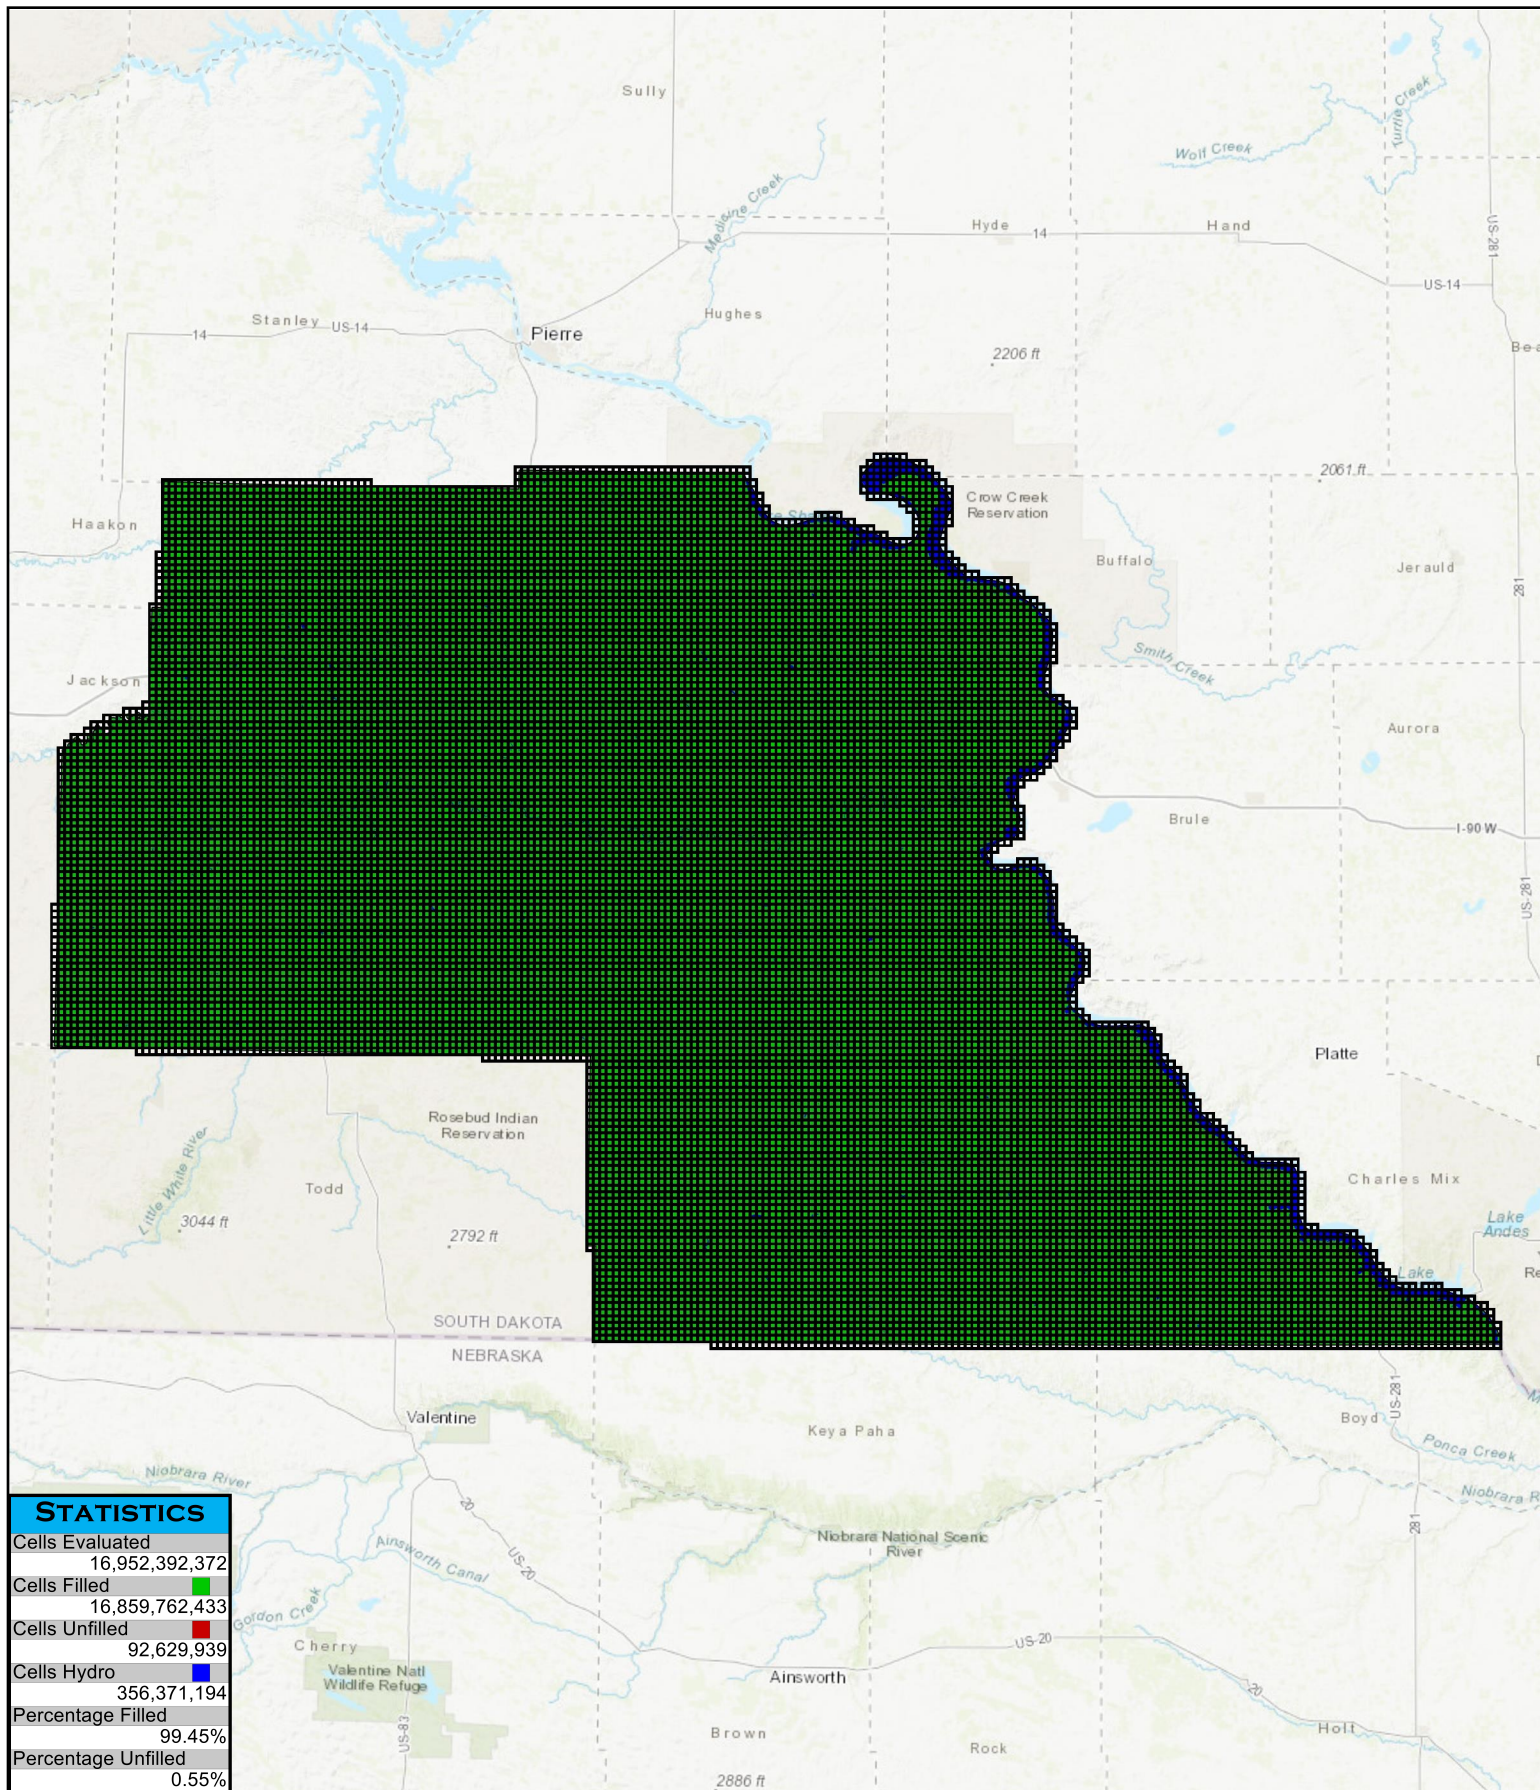 Sully
Turtle Creek
Wolf Creek
Medicine Creek
Hyde
14
Hand
US-281
US-14
Stanley
US-14
14
Hughes
Pierre
2206 ft
2061 ft
Crow Creek
Reservation
Haakon
Buffalo
Jerauld
281
Smith Creek
Jackson
Aurora
Brule
I-90 W
US-281
Platte
Rosebud Indian
Reservation
Little White River
Todd
3044 ft
2792 ft
Charles Mix
Lake
Andes
Lake
SOUTH DAKOTA
NEBRASKA
US-281
Valentine
Keya Paha
Boyd
Ponca Creek
Niobrara River
Niobrara R
20
281
Niobrara National Scenic
River
Ainsworth Canal
US-20
Gordon Creek
Cherry
US-20
Valentine Natl
Wildlife Refuge
Ainsworth
20
US-83
Brown
Rock
Holt
2886 ft
STATISTICS
Cells Evaluated
16,952,392,372
Cells Filled
16,859,762,433
Cells Unfilled
92,629,939
Cells Hydro
356,371,194
Percentage Filled
99.45%
Percentage Unfilled
0.55%